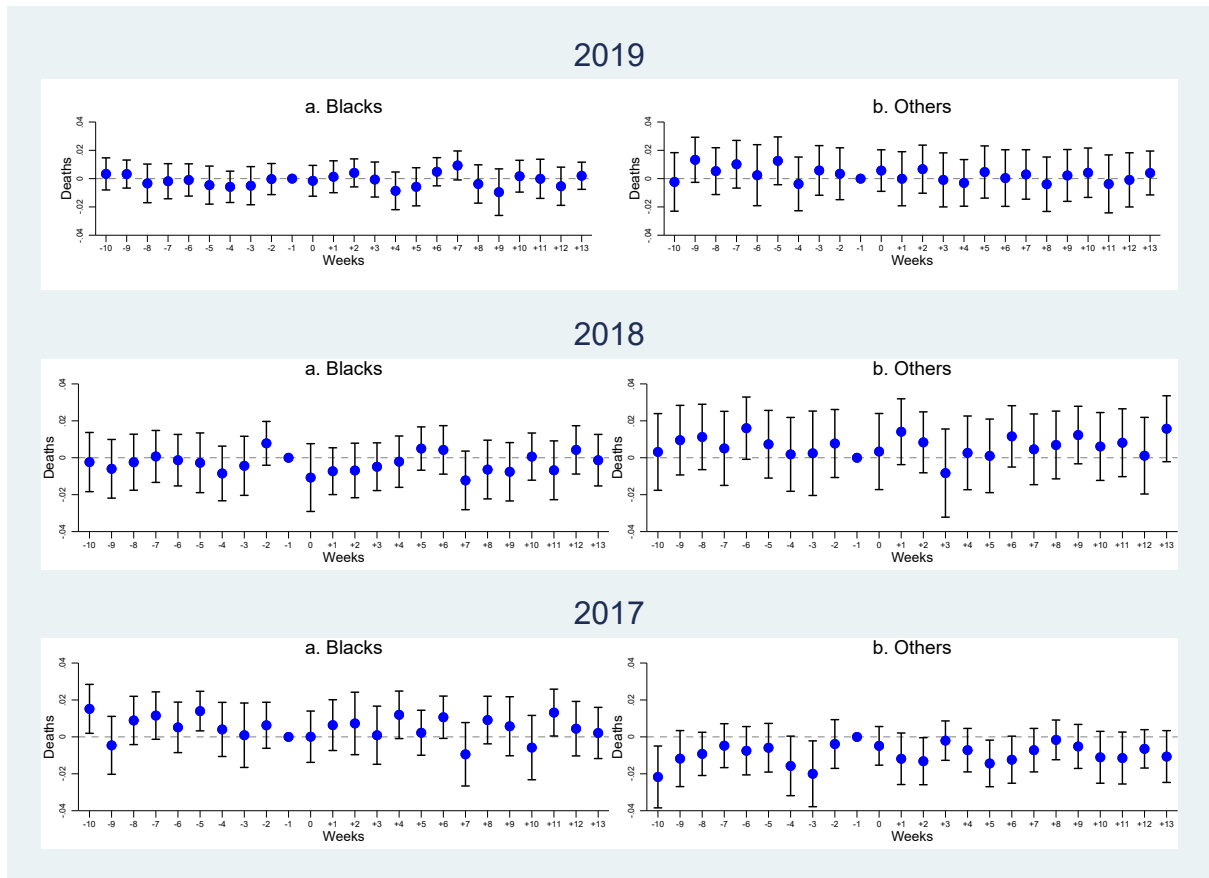 2019
a. Blacks
b. Others
Deaths
-.04 -.02 0 .02 .04
-10 -9 -8 -7 -6 -5 -4 -3 -2 -1 0 +1 +2 +3 +4 +5 +6 +7 +8 +9 +10 +11 +12 +13
Weeks
Deaths
-.04 -.02 0 .02 .04
-10 -9 -8 -7 -6 -5 -4 -3 -2 -1 0 +1 +2 +3 +4 +5 +6 +7 +8 +9 +10 +11 +12 +13
Weeks
2018
a. Blacks
b. Others
Deaths
-.04 -.02 0 .02 .04
-10 -9 -8 -7 -6 -5 -4 -3 -2 -1 0 +1 +2 +3 +4 +5 +6 +7 +8 +9 +10 +11 +12 +13
Weeks
Deaths
-.04 -.02 0 .02 .04
-10 -9 -8 -7 -6 -5 -4 -3 -2 -1 0 +1 +2 +3 +4 +5 +6 +7 +8 +9 +10 +11 +12 +13
Weeks
2017
a. Blacks
b. Others
Deaths
-.04 -.02 0 .02 .04
-10 -9 -8 -7 -6 -5 -4 -3 -2 -1 0 +1 +2 +3 +4 +5 +6 +7 +8 +9 +10 +11 +12 +13
Weeks
Deaths
-.04 -.02 0 .02 .04
-10 -9 -8 -7 -6 -5 -4 -3 -2 -1 0 +1 +2 +3 +4 +5 +6 +7 +8 +9 +10 +11 +12 +13
Weeks